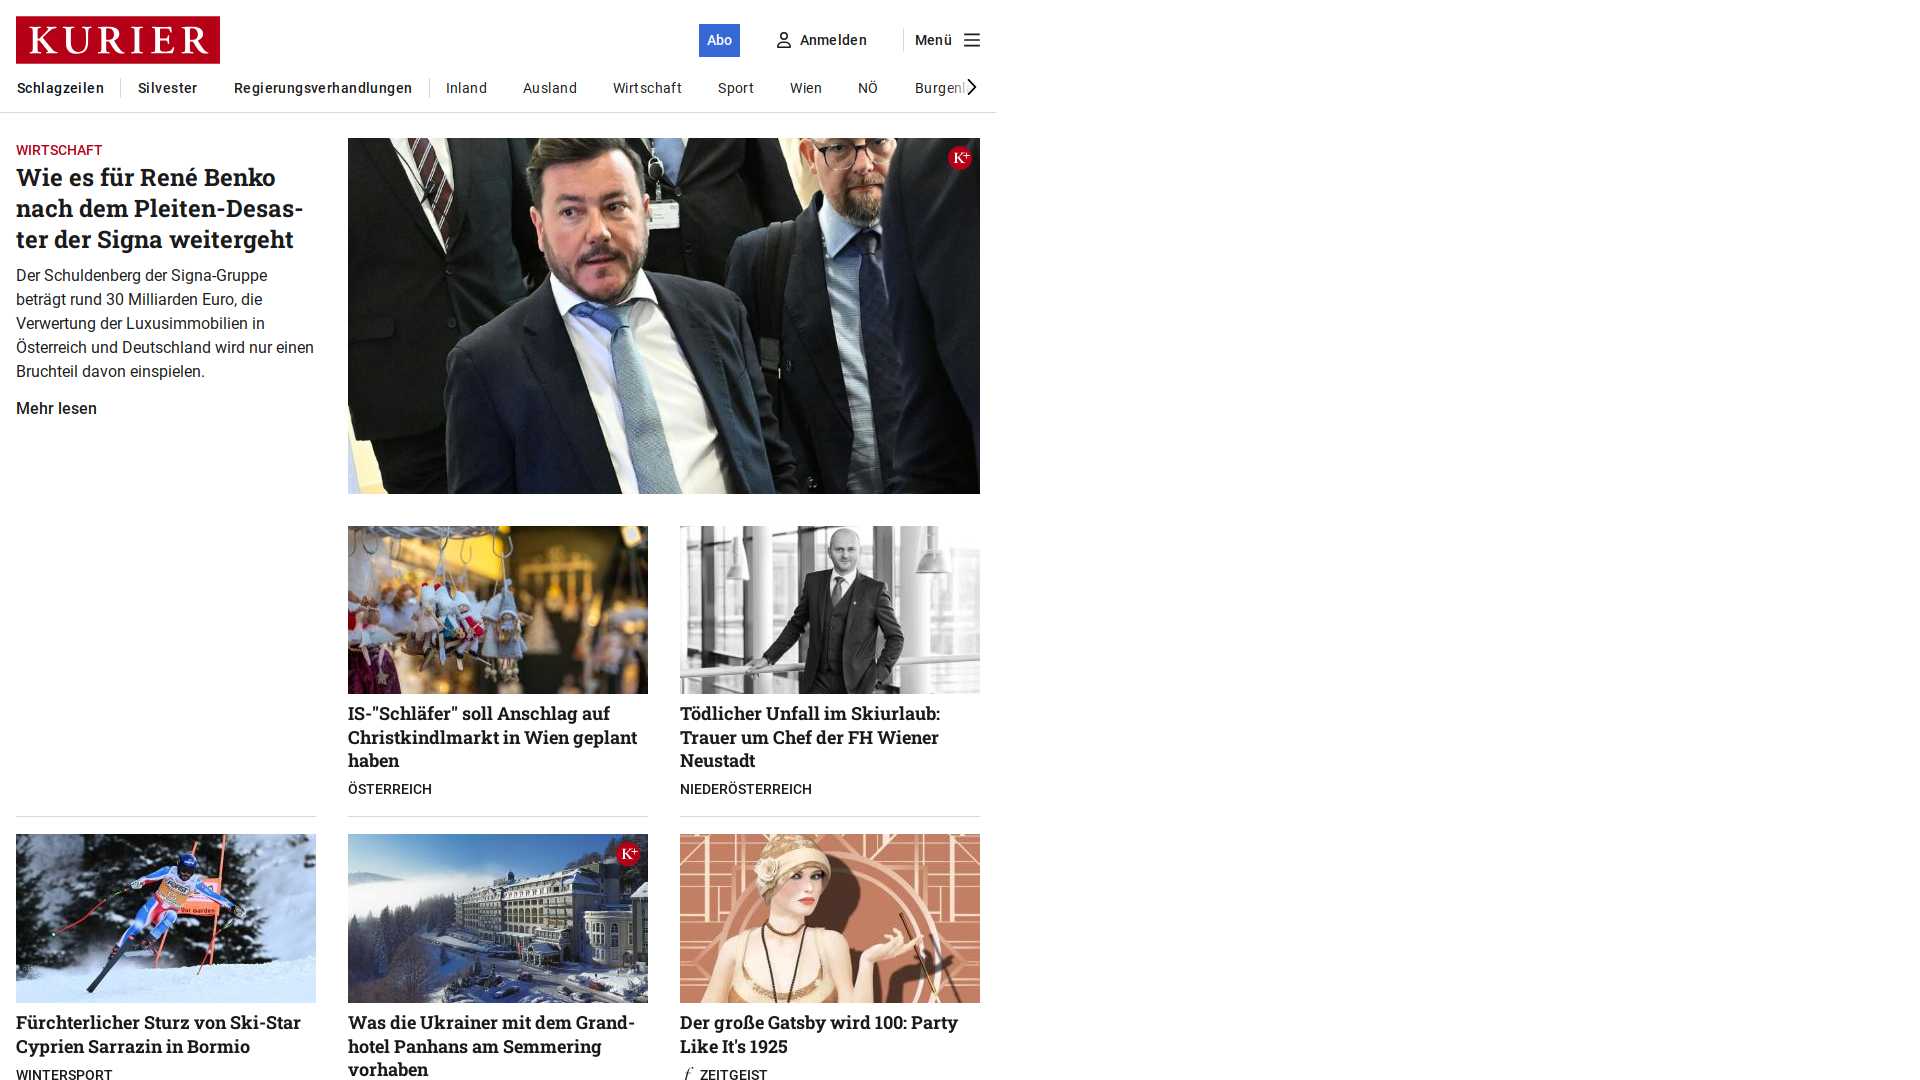 KURIER
Abo
Anmelden
Menü
Schlagzeilen
Silvester
Regierungsverhandlungen
Inland
Ausland
Wirtschaft
Sport
Wien
NÖ
Burgenl
WIRTSCHAFT
Wie es für René Benko
nach dem Pleiten-Desas-
ter der Signa weitergeht
Der Schuldenberg der Signa-Gruppe
beträgt rund 30 Milliarden Euro, die
Verwertung der Luxusimmobilien in
Österreich und Deutschland wird nur einen
Bruchteil davon einspielen.
Mehr lesen
K+
IS-"Schläfer" soll Anschlag auf
Christkindlmarkt in Wien geplant
haben
ÖSTERREICH
Tödlicher Unfall im Skiurlaub:
Trauer um Chef der FH Wiener
Neustadt
NIEDERÖSTERREICH
Fürchterlicher Sturz von Ski-Star
Cyprien Sarrazin in Bormio
WINTERSPORT
K+
Was die Ukrainer mit dem Grand-
hotel Panhans am Semmering
vorhaben
Der große Gatsby wird 100: Party
Like It's 1925
f ZEITGEIST